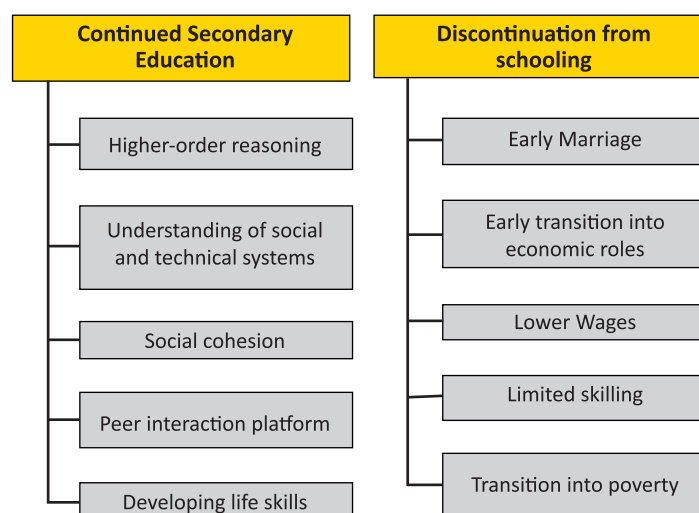 Continued Secondary
Education
Higher-order reasoning
Understanding of social
and technical systems
Social cohesion
Peer interaction platform
Developing life skills
Discontinuation from
schooling
Early Marriage
Early transition into
economic roles
Lower Wages
Limited skilling
Transition into poverty